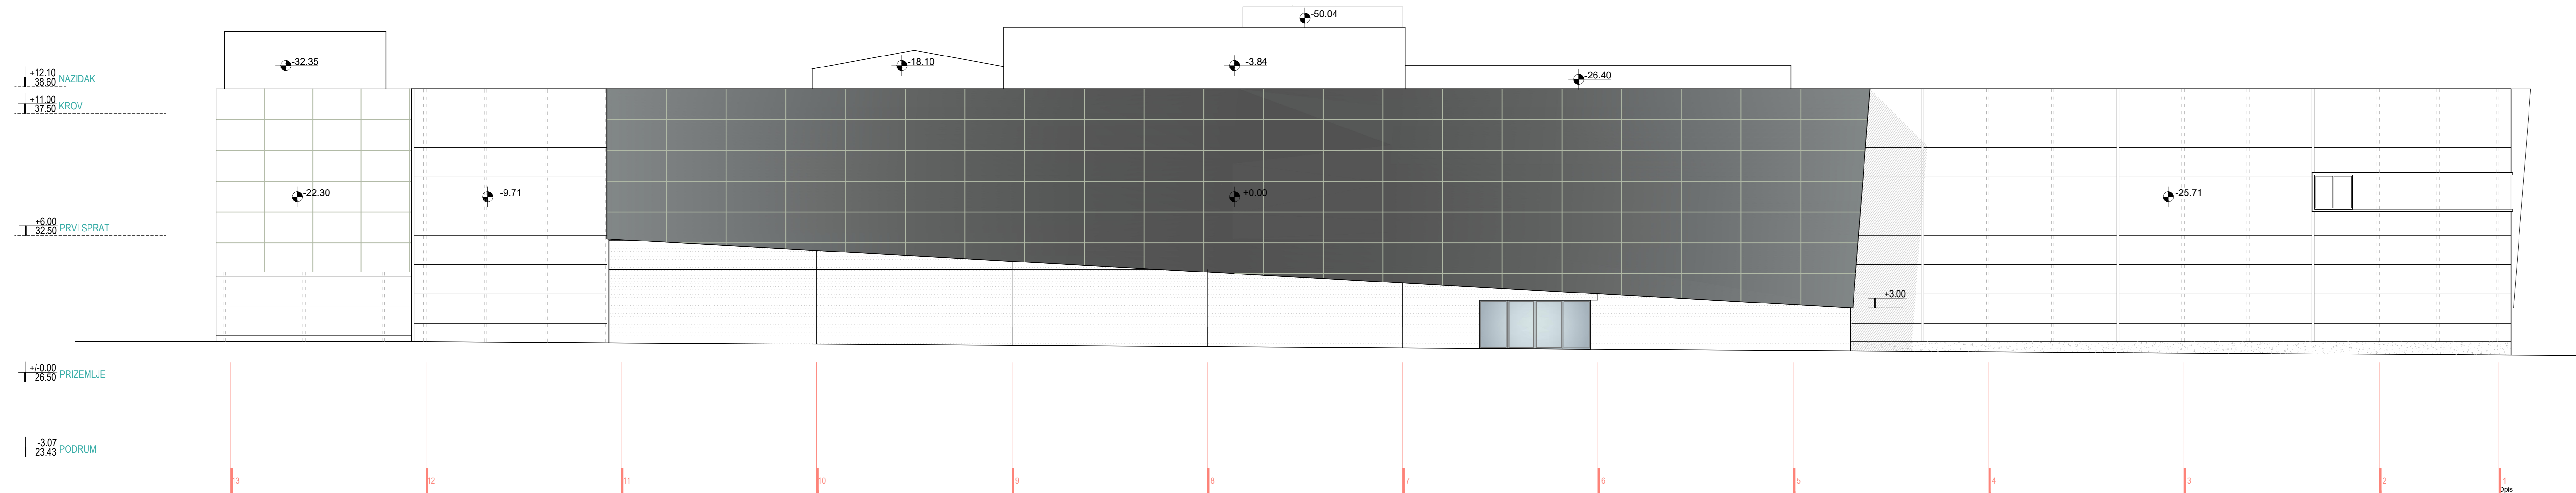 -50.04
-32.35
-18.10
-3.84
-26.40
+12.10
38.60 NAZIDAK
+11.00
37.50 KROV
-22.30
-9.71
+0.00
-25.71
+6.00
32.50 PRVI SPRAT
+3.00
+/-0.00
26.50 PRIZEMLJE
-3.07
23.43 PODRUM
13 12 11 10 9 8 7 6 5 4 3 2 1
Opis